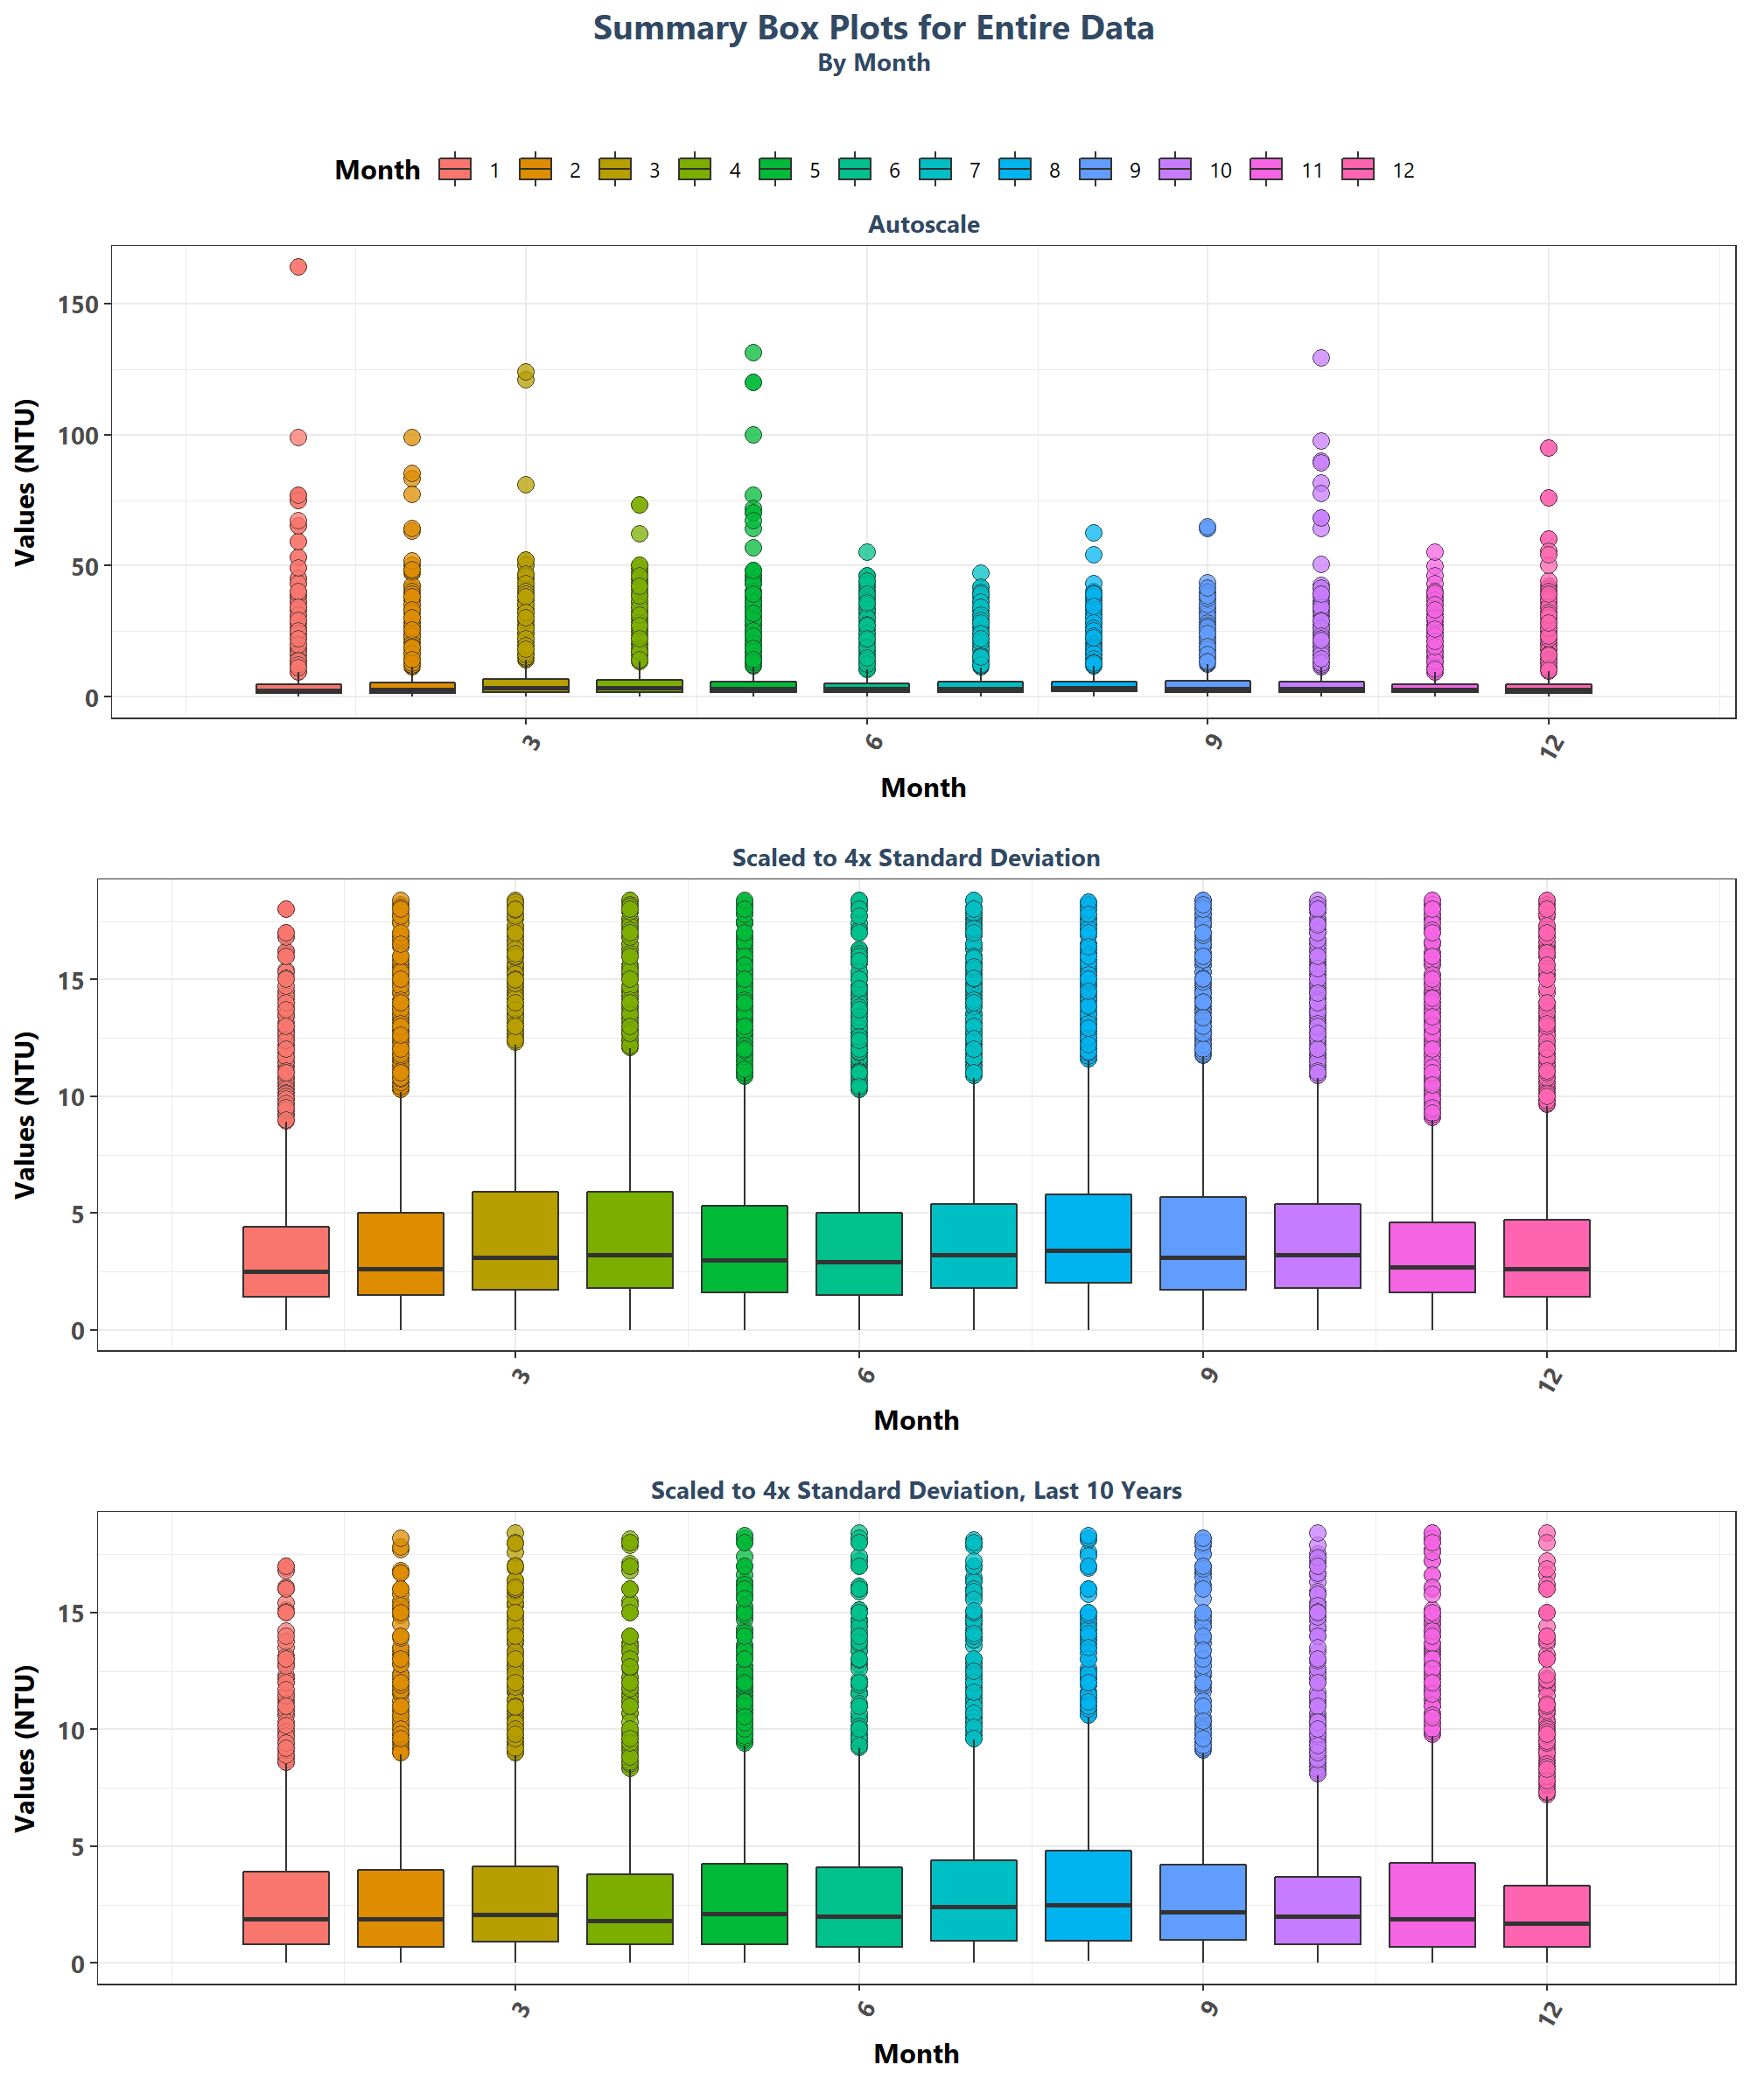 Summary Box Plots for Entire Data
By Month
Month 1 2 3 4 5 6 7 8 9 10 11 12
Autoscale
Values (NTU)
150
100
50
0
3 6 9 12
Month
Scaled to 4x Standard Deviation
Values (NTU)
15
10
5
0
3 6 9 12
Month
Scaled to 4x Standard Deviation, Last 10 Years
Values (NTU)
15
10
5
0
3 6 9 12
Month